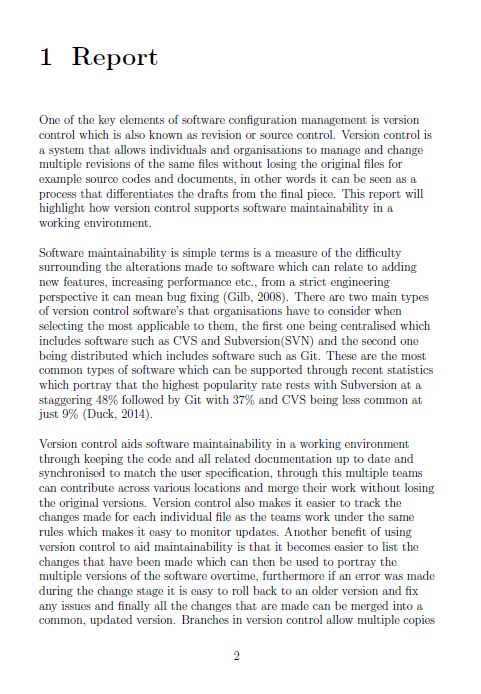 1 Report
One of the key elements of software configuration management is version
control which is also known as revision or source control. Version control is
a system that allows individuals and organisations to manage and change
multiple revisions of the same files without losing the original files for
example source codes and documents, in other words it can be seen as a
process that differentiates the drafts from the final piece. This report will
highlight how version control supports software maintainability in a
working environment.
Software maintainability is simple terms is a measure of the difficulty
surrounding the alterations made to software which can relate to adding
new features, increasing performance etc., from a strict engineering
perspective it can mean bug fixing (Gilb, 2008). There are two main types
of version control software's that organisations have to consider when
selecting the most applicable to them, the first one being centralised which
includes software such as CVS and Subversion(SVN) and the second one
being distributed which includes software such as Git. These are the most
common types of software which can be supported through recent statistics
which portray that the highest popularity rate rests with Subversion at a
staggering 48% followed by Git with 37% and CVS being less common at
just 9% (Duck, 2014).
Version control aids software maintainability in a working environment
through keeping the code and all related documentation up to date and
synchronised to match the user specification, through this multiple teams
can contribute across various locations and merge their work without losing
the original versions. Version control also makes it easier to track the
changes made for each individual file as the teams work under the same
rules which makes it easy to monitor updates. Another benefit of using
version control to aid maintainability is that it becomes easier to list the
changes that have been made which can then be used to portray the
multiple versions of the software overtime, furthermore if an error was made
during the change stage it is easy to roll back to an older version and fix
any issues and finally all the changes that are made can be merged into a
common, updated version. Branches in version control allow multiple copies
2